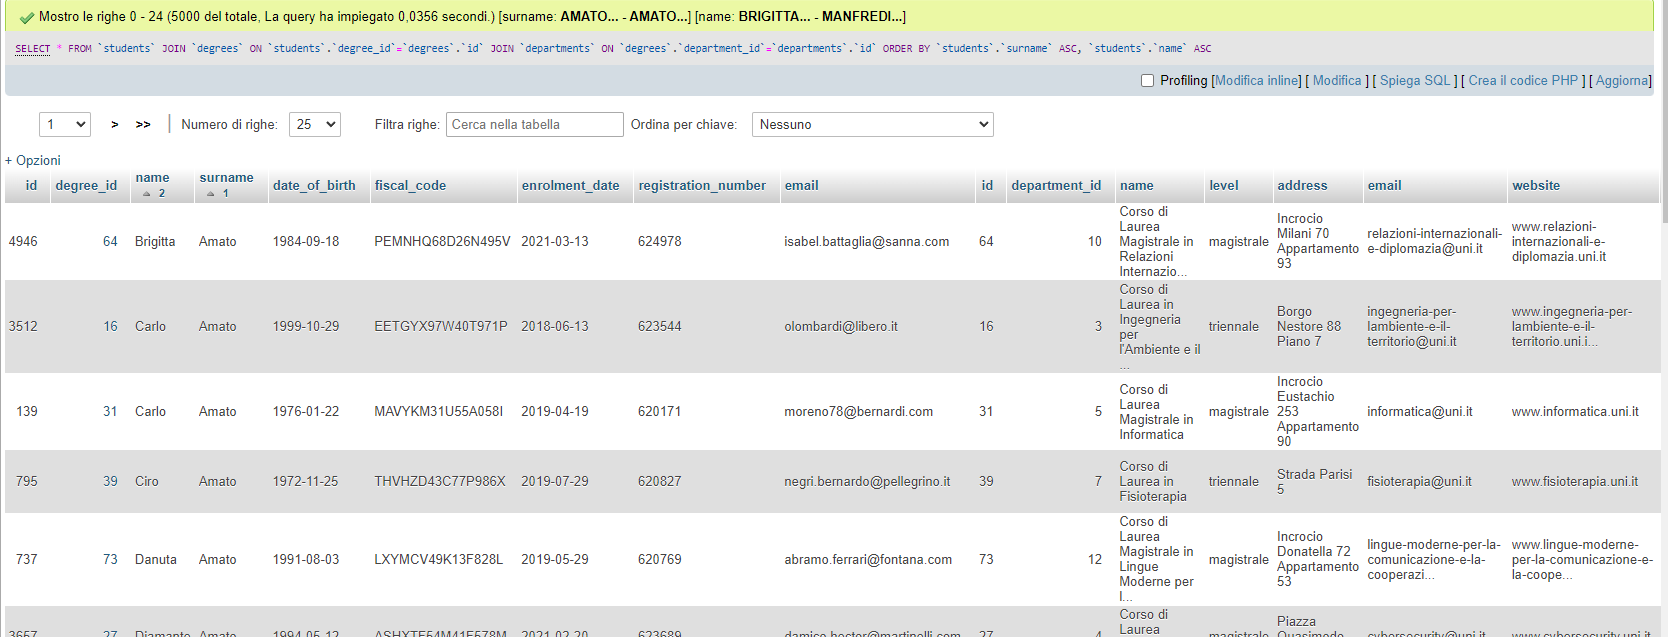 Mostro le righe 0 - 24 (5000 del totale, La query ha impiegato 0,0356 secondi.) [surname: AMATO... - AMATO...] [name: BRIGITTA... - MANFREDI...]
SELECT * FROM `students` JOIN `degrees` ON `students`.`degree_id`=`degrees`.`id` JOIN `departments` ON `degrees`.`department_id`=`departments`.`id` ORDER BY `students`.`surname` ASC, `students`.`name` ASC
Profiling [Modifica inline] [ Modifica ] [ Spiega SQL ] [ Crea il codice PHP ] [ Aggiorna]
1 > >> | Numero di righe: 25 Filtra righe: Cerca nella tabella Ordina per chiave: Nessuno
+ Opzioni
id degree_id name 2 surname 1 date_of_birth fiscal_code enrolment_date registration_number email id department_id name level address email website
4946 64 Brigitta Amato 1984-09-18 PEMNHQ68D26N495V 2021-03-13 624978 isabel.battaglia@sanna.com 64 10 Corso di Laurea Magistrale in Relazioni Internazio... magistrale Incrocio Milani 70 Appartamento 93 relazioni-internazionali-e-diplomazia@uni.it www.relazioni-internazionali-e-diplomazia.uni.it
3512 16 Carlo Amato 1999-10-29 EETGYX97W40T971P 2018-06-13 623544 olombardi@libero.it 16 3 Corso di Laurea in Ingegneria per l'Ambiente e il ... triennale Borgo Nestore 88 Piano 7 ingegneria-per-lambiente-e-il-territorio@uni.it www.ingegneria-per-lambiente-e-il-territorio.uni.i...
139 31 Carlo Amato 1976-01-22 MAVYKM31U55A058I 2019-04-19 620171 moreno78@bernardi.com 31 5 Corso di Laurea Magistrale in Informatica magistrale Incrocio Eustachio 253 Appartamento 90 informatica@uni.it www.informatica.uni.it
795 39 Ciro Amato 1972-11-25 THVHZD43C77P986X 2019-07-29 620827 negri.bernardo@pellegrino.it 39 7 Corso di Laurea in Fisioterapia triennale Strada Parisi 5 fisioterapia@uni.it www.fisioterapia.uni.it
737 73 Danuta Amato 1991-08-03 LXYMCV49K13F828L 2019-05-29 620769 abramo.ferrari@fontana.com 73 12 Corso di Laurea Magistrale in Lingue Moderne per l... magistrale Incrocio Donatella 72 Appartamento 53 lingue-moderne-per-la-comunicazione-e-la-cooperazi... www.lingue-moderne-per-la-comunicazione-e-la-coope...
3657 27 Diamante Amato 1994-05-12 ASHXTE54M41F578M 2021-02-20 623689 damico.hector@martinelli.com 27 4 Corso di Laurea magistrale Piazza Quasimodo cybersecurity@uni.it www.cybersecurity.uni.it